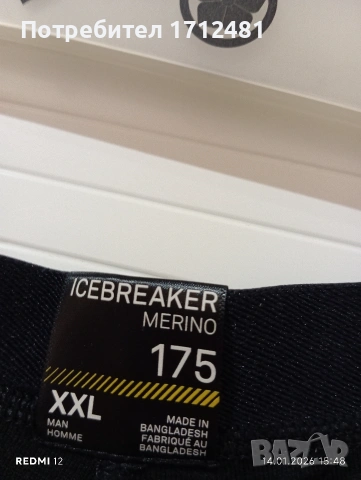 Потребител 1712481
ICEBREAKER
MERINO
175
XXL
MAN
HOMME
MADE IN
BANGLADESH
FABRIQUÉ AU
BANGLADESH
REDMI 12
14.01.2026 18:48